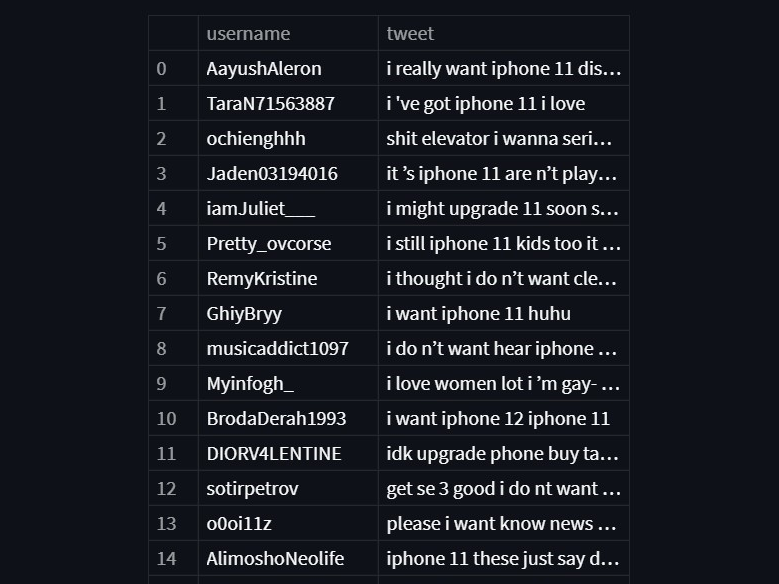 username tweet
0 AayushAleron i really want iphone 11 dis...
1 TaraN71563887 i 've got iphone 11 i love
2 ochienghhh shit elevator i wanna seri...
3 Jaden03194016 it ’s iphone 11 are n’t play...
4 iamJuliet___ i might upgrade 11 soon s...
5 Pretty_ovcorse i still iphone 11 kids too it ...
6 RemyKristine i thought i do n’t want cle...
7 GhiyBryy i want iphone 11 huhu
8 musicaddict1097 i do n’t want hear iphone ...
9 Myinfogh_ i love women lot i ’m gay- ...
10 BrodaDerah1993 i want iphone 12 iphone 11
11 DIORV4LENTINE idk upgrade phone buy ta...
12 sotirpetrov get se 3 good i do nt want ...
13 o0oi11z please i want know news ...
14 AlimoshoNeolife iphone 11 these just say d...